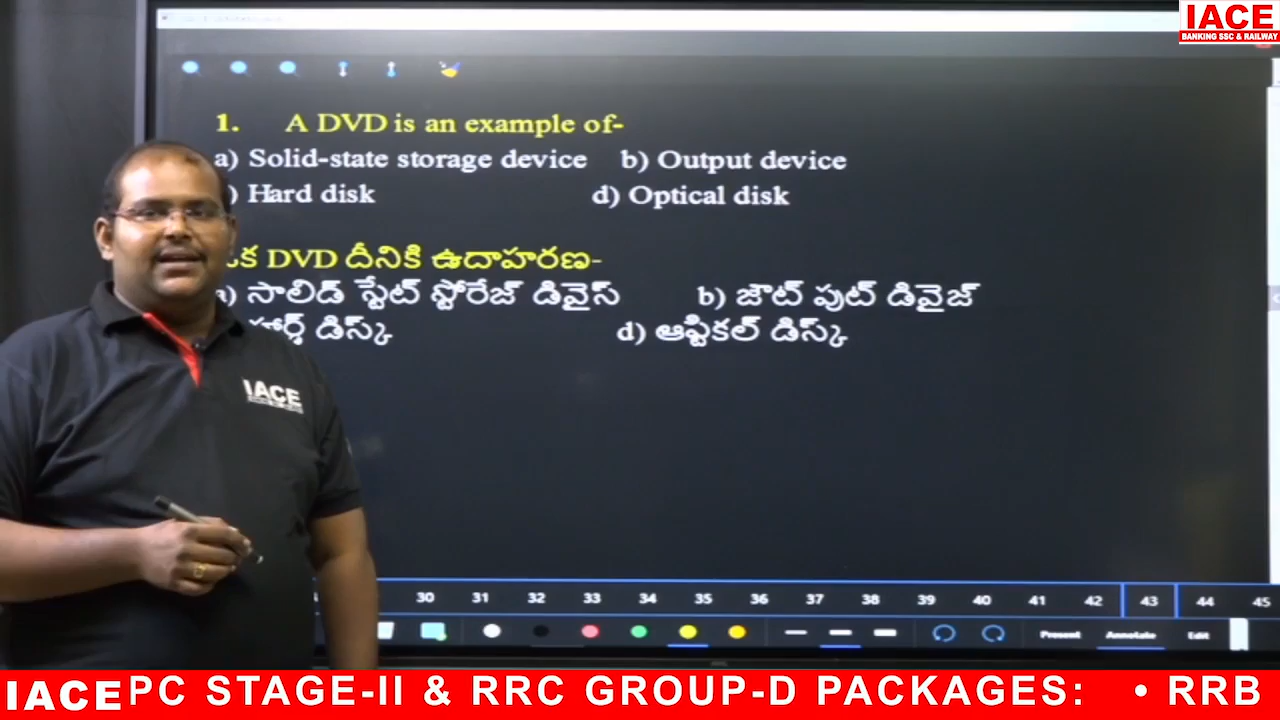 IACE
BANKING SSC & RAILWAY
1. A DVD is an example of-
a) Solid-state storage device b) Output device
) Hard disk d) Optical disk
ఒక DVD దీనికి ఉదాహరణ-
a) సాలిడ్ స్టేట్ స్టోరేజ్ డివైస్ b) ఔట్ పుట్ డివైజ్
d) ఆప్టికల్ డిస్క్
IACE
30 31 32 33 34 35 36 37 38 39 40 41 42 43 44 45
Present Annotate Edit
IACE PC STAGE-II & RRC GROUP-D PACKAGES: • RRB